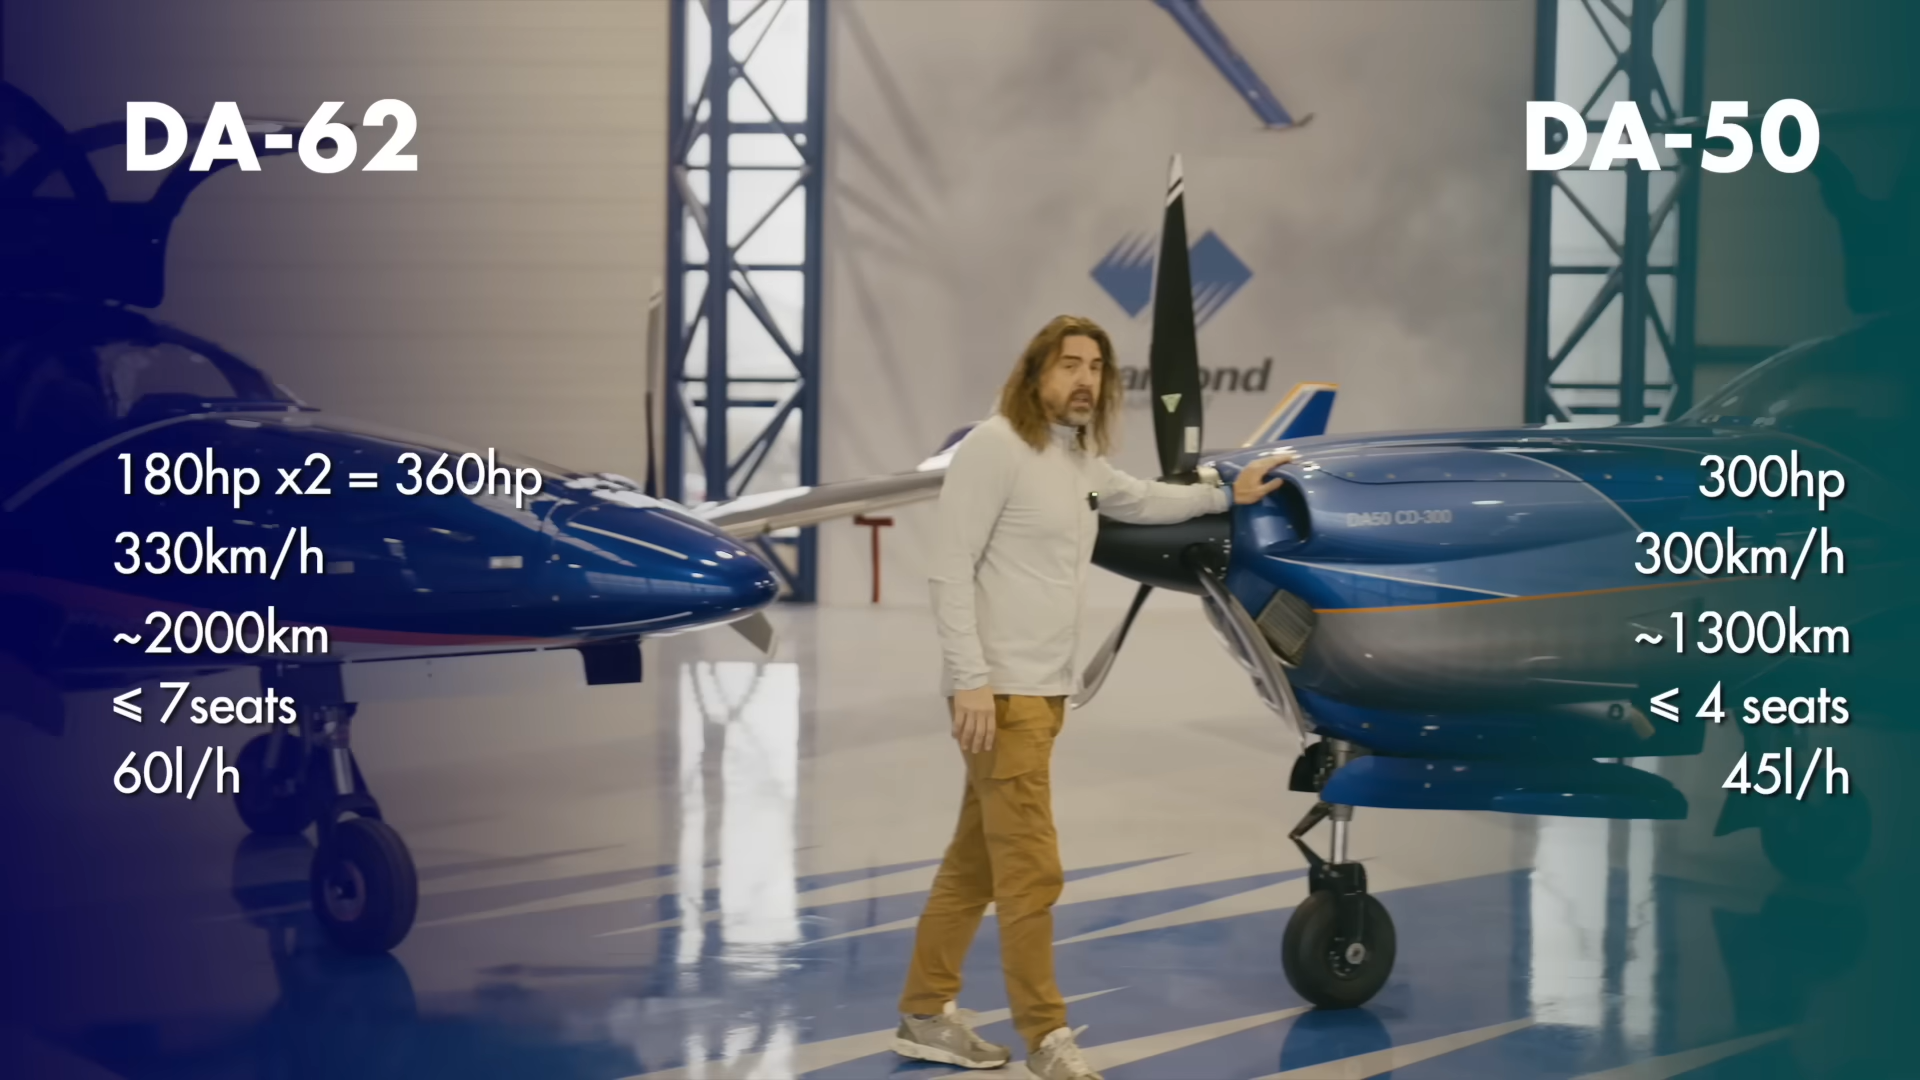 DA-62
180hp x2 = 360hp
330km/h
~2000km
⩽ 7seats
60l/h
DA-50
300hp
300km/h
~1300km
⩽ 4 seats
45l/h
DA50 CD-300